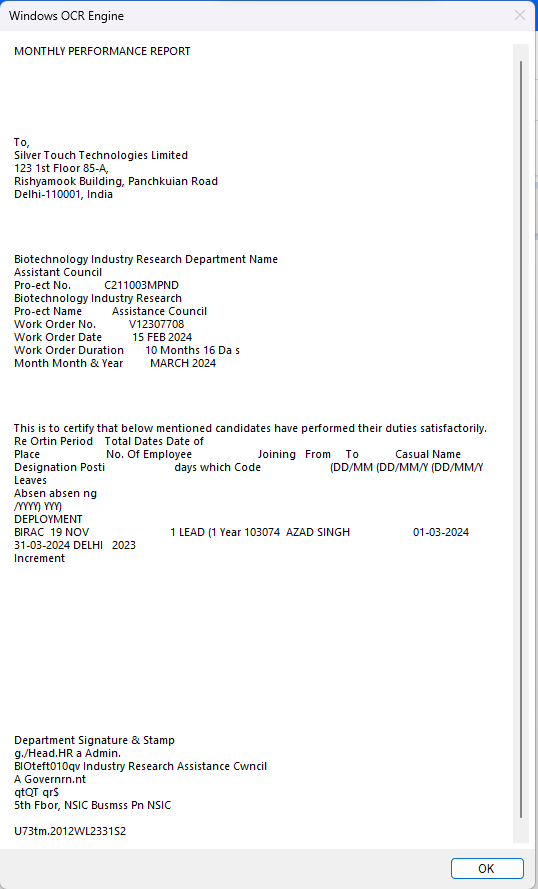 Windows OCR Engine
MONTHLY PERFORMANCE REPORT
To,
Silver Touch Technologies Limited
123 1st Floor 85-A,
Rishyamook Building, Panchkuian Road
Delhi-110001, India
Biotechnology Industry Research Department Name
Assistant Council
Pro-ect No. C211003MPND
Biotechnology Industry Research
Pro-ect Name Assistance Council
Work Order No. V12307708
Work Order Date 15 FEB 2024
Work Order Duration 10 Months 16 Da s
Month Month & Year MARCH 2024
This is to certify that below mentioned candidates have performed their duties satisfactorily.
Re Ortin Period Total Dates Date of
Place No. Of Employee Joining From To Casual Name
Designation Posti days which Code (DD/MM (DD/MM/Y (DD/MM/Y
Leaves
Absen absen ng
/YYYY) YYY)
DEPLOYMENT
BIRAC 19 NOV 1 LEAD (1 Year 103074 AZAD SINGH 01-03-2024
31-03-2024 DELHI 2023
Increment
Department Signature & Stamp
g./Head.HR a Admin.
BIOteft010qv Industry Research Assistance Cwncil
A Governrn.nt
qtQT qr$
5th Fbor, NSIC Busmss Pn NSIC
U73tm.2012WL2331S2
OK